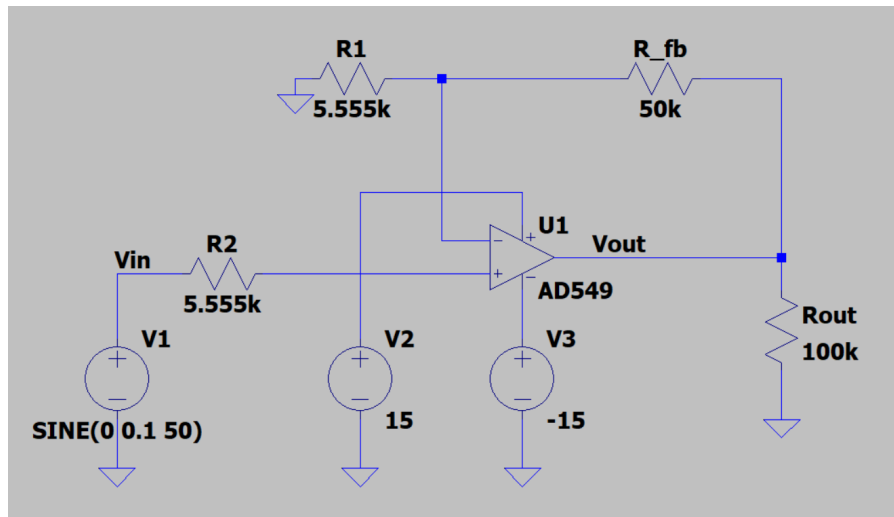 R1
5.555k
R_fb
50k
U1
Vout
AD549
Vin
R2
5.555k
V1
SINE(0 0.1 50)
V2
15
V3
-15
Rout
100k